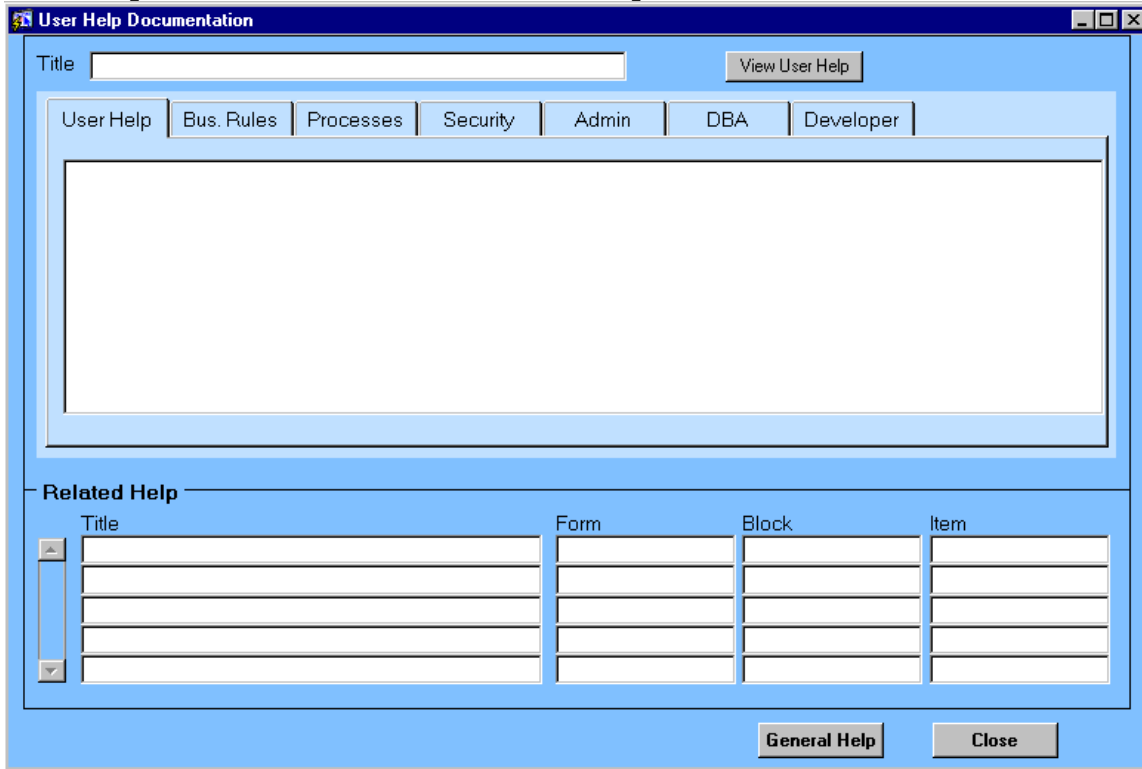 User Help Documentation
Title View User Help
User Help Bus. Rules Processes Security Admin DBA Developer
Related Help
Title Form Block Item
General Help Close